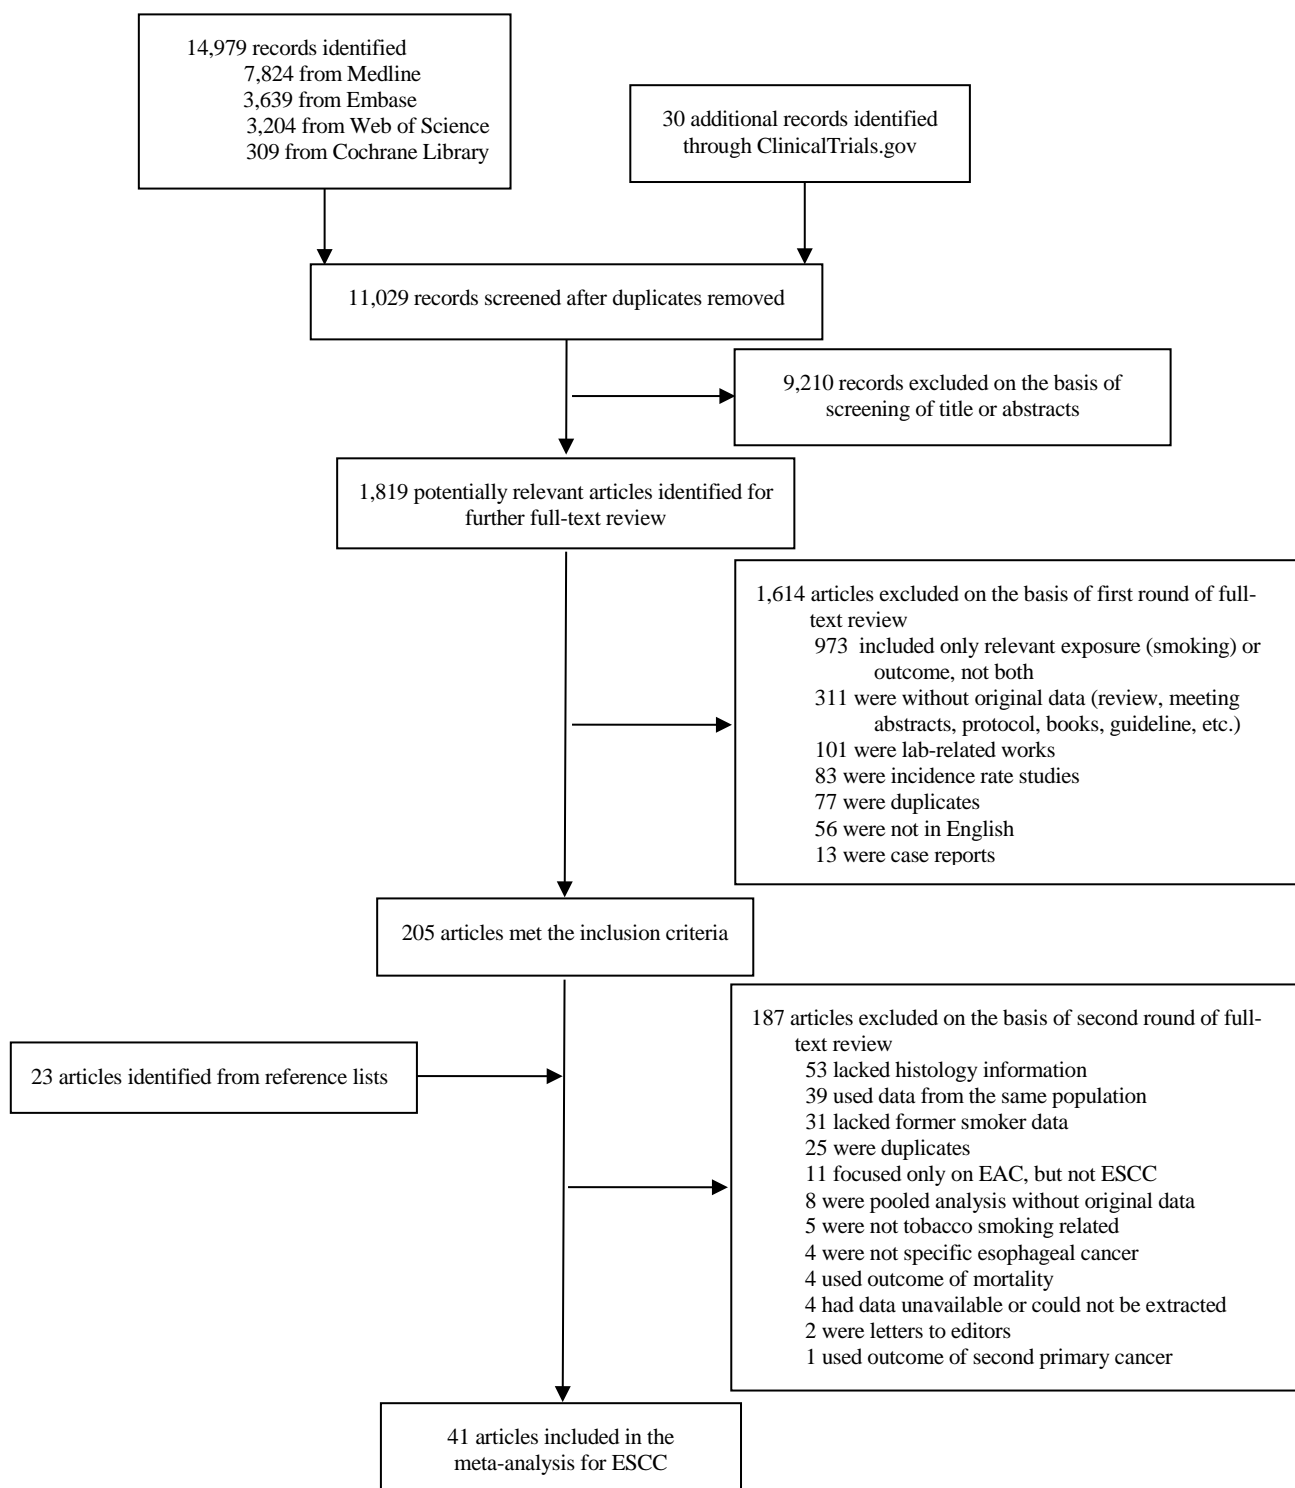 14,979 records identified
7,824 from Medline
3,639 from Embase
3,204 from Web of Science
309 from Cochrane Library
30 additional records identified
through ClinicalTrials.gov
11,029 records screened after duplicates removed
9,210 records excluded on the basis of
screening of title or abstracts
1,819 potentially relevant articles identified for
further full-text review
1,614 articles excluded on the basis of first round of full-
text review
973 included only relevant exposure (smoking) or
outcome, not both
311 were without original data (review, meeting
abstracts, protocol, books, guideline, etc.)
101 were lab-related works
83 were incidence rate studies
77 were duplicates
56 were not in English
13 were case reports
205 articles met the inclusion criteria
23 articles identified from reference lists
187 articles excluded on the basis of second round of full-
text review
53 lacked histology information
39 used data from the same population
31 lacked former smoker data
25 were duplicates
11 focused only on EAC, but not ESCC
8 were pooled analysis without original data
5 were not tobacco smoking related
4 were not specific esophageal cancer
4 used outcome of mortality
4 had data unavailable or could not be extracted
2 were letters to editors
1 used outcome of second primary cancer
41 articles included in the
meta-analysis for ESCC